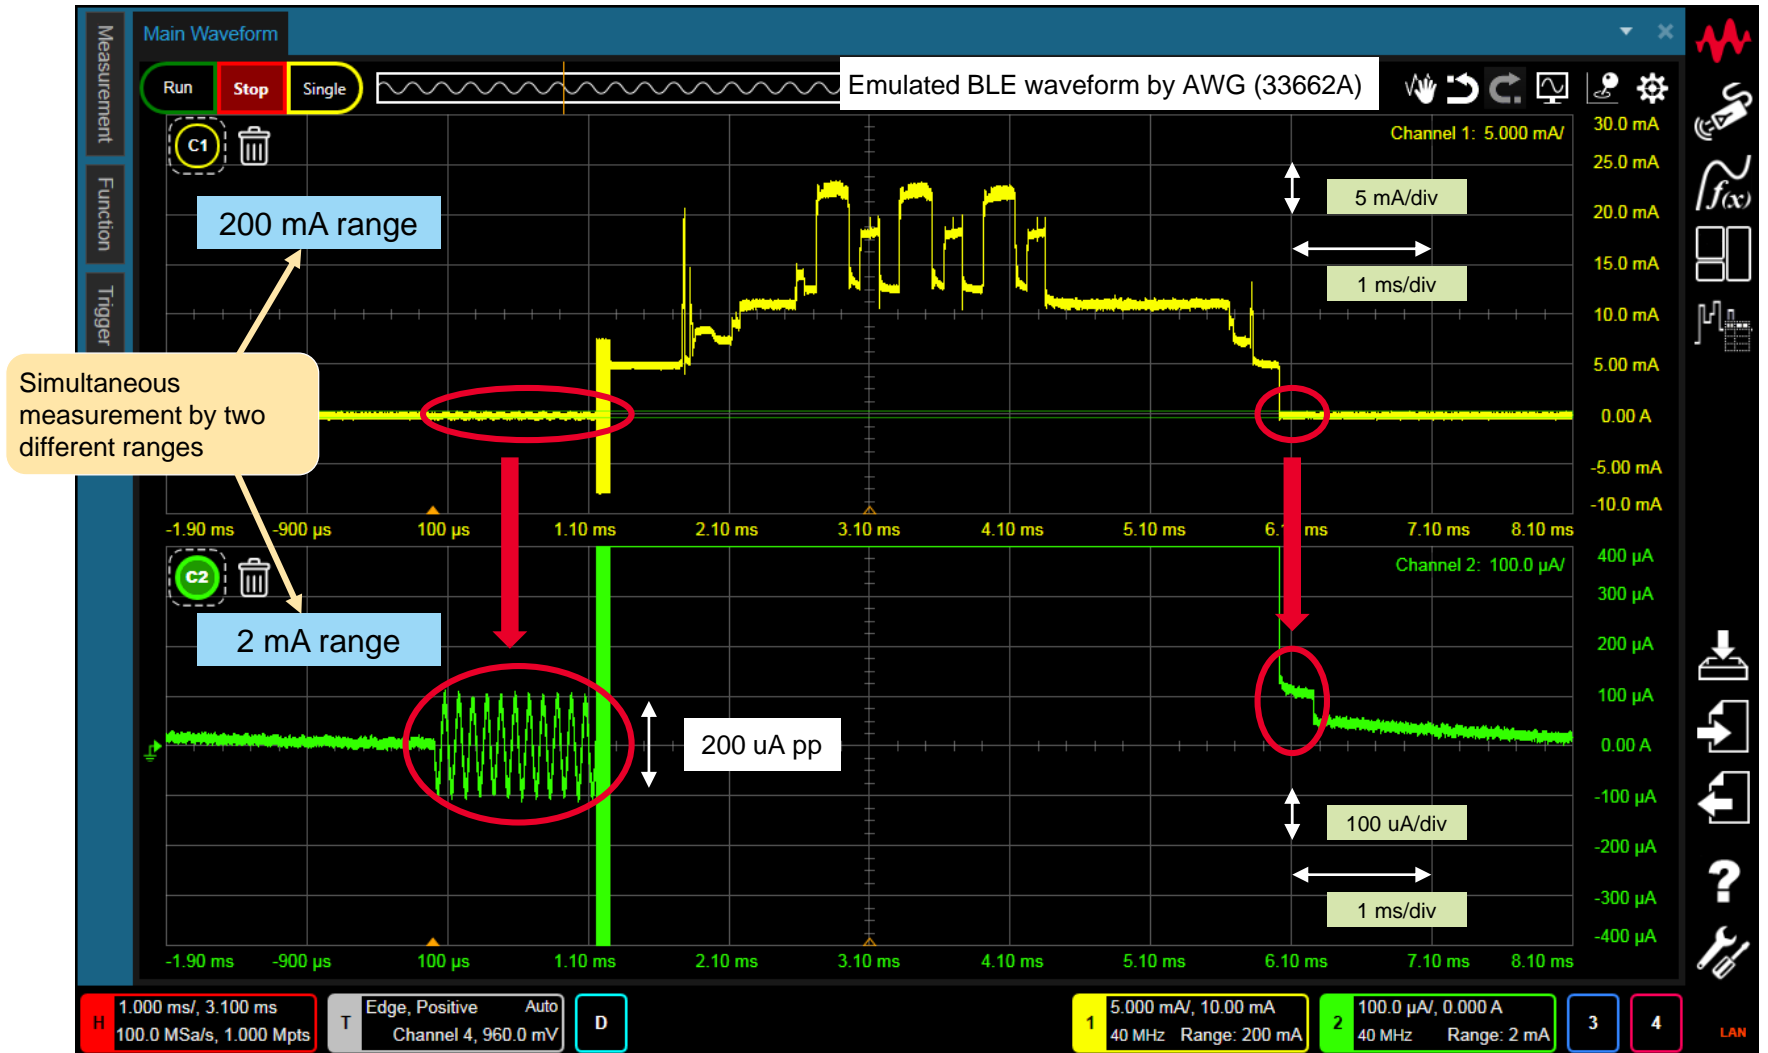 Main Waveform
Measurement
Function
Trigger
Run
Stop
Single
Emulated BLE waveform by AWG (33662A)
C1
Channel 1: 5.000 mA/
30.0 mA
25.0 mA
20.0 mA
15.0 mA
10.0 mA
5.00 mA
0.00 A
-5.00 mA
-10.0 mA
200 mA range
5 mA/div
1 ms/div
f(x)
Simultaneous
measurement by two
different ranges
-1.90 ms -900 µs 100 µs 1.10 ms 2.10 ms 3.10 ms 4.10 ms 5.10 ms 6.10 ms 7.10 ms 8.10 ms
C2
Channel 2: 100.0 µA/
400 µA
300 µA
200 µA
100 µA
0.00 A
-100 µA
-200 µA
-300 µA
-400 µA
2 mA range
200 uA pp
100 uA/div
1 ms/div
?
-1.90 ms -900 µs 100 µs 1.10 ms 2.10 ms 3.10 ms 4.10 ms 5.10 ms 6.10 ms 7.10 ms 8.10 ms
H
1.000 ms/, 3.100 ms
100.0 MSa/s, 1.000 Mpts
T
Edge, Positive Auto
Channel 4, 960.0 mV
D
1
5.000 mA/, 10.00 mA
40 MHz Range: 200 mA
2
100.0 µA/, 0.000 A
40 MHz Range: 2 mA
3
4
LAN